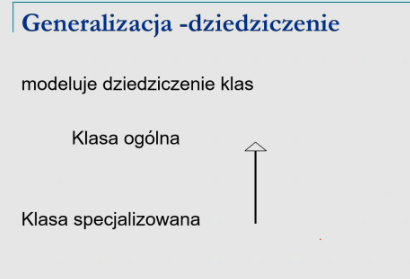 Generalizacja -dziedziczenie
modeluje dziedziczenie klas
Klasa ogólna
Klasa specjalizowana